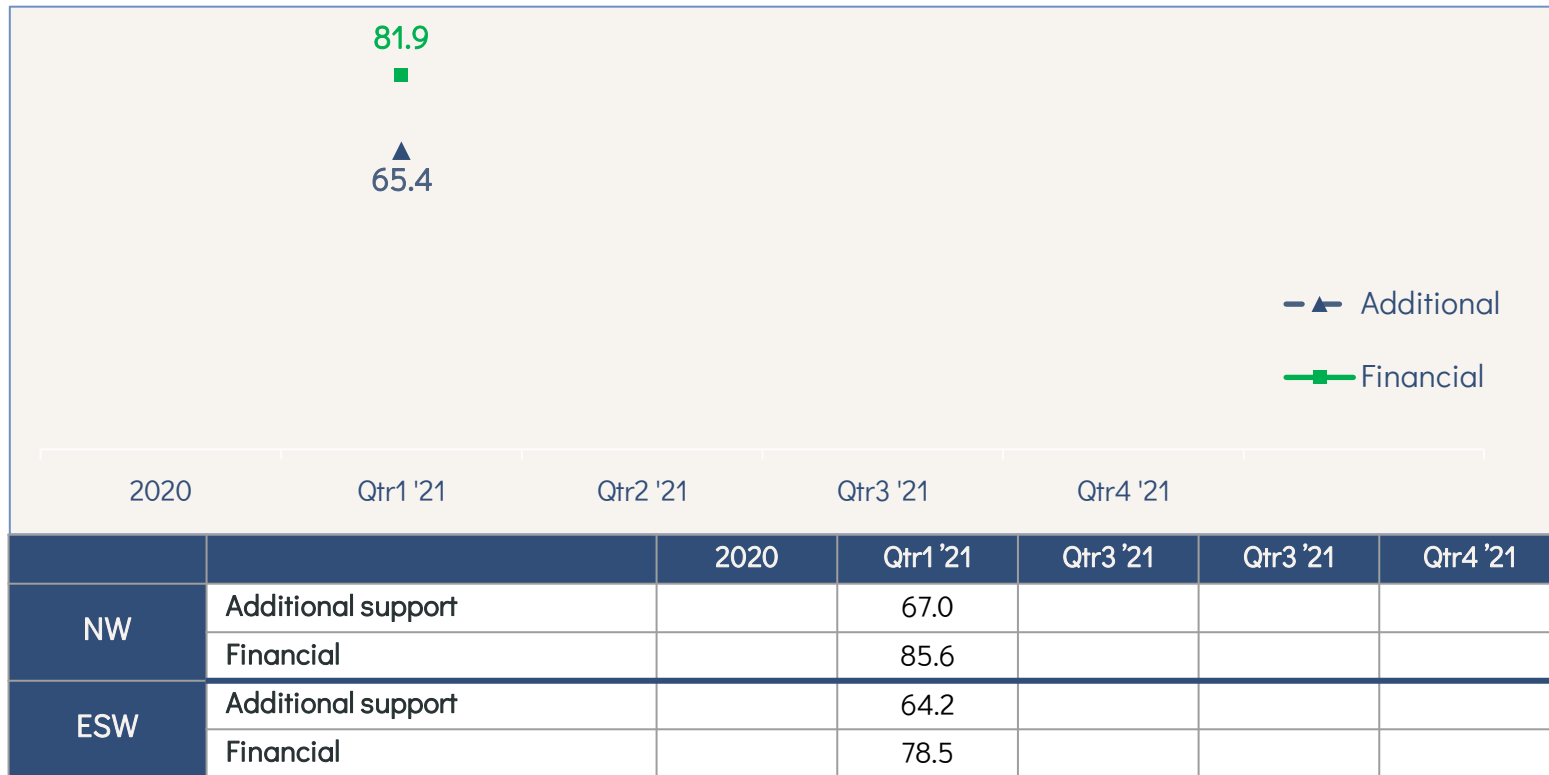 81.9
65.4
Additional
Financial
2020 Qtr1 '21 Qtr2 '21 Qtr3 '21 Qtr4 '21
2020 Qtr1 ’21 Qtr3 ’21 Qtr3 ’21 Qtr4 ’21
NW
Additional support 67.0
Financial 85.6
ESW
Additional support 64.2
Financial 78.5